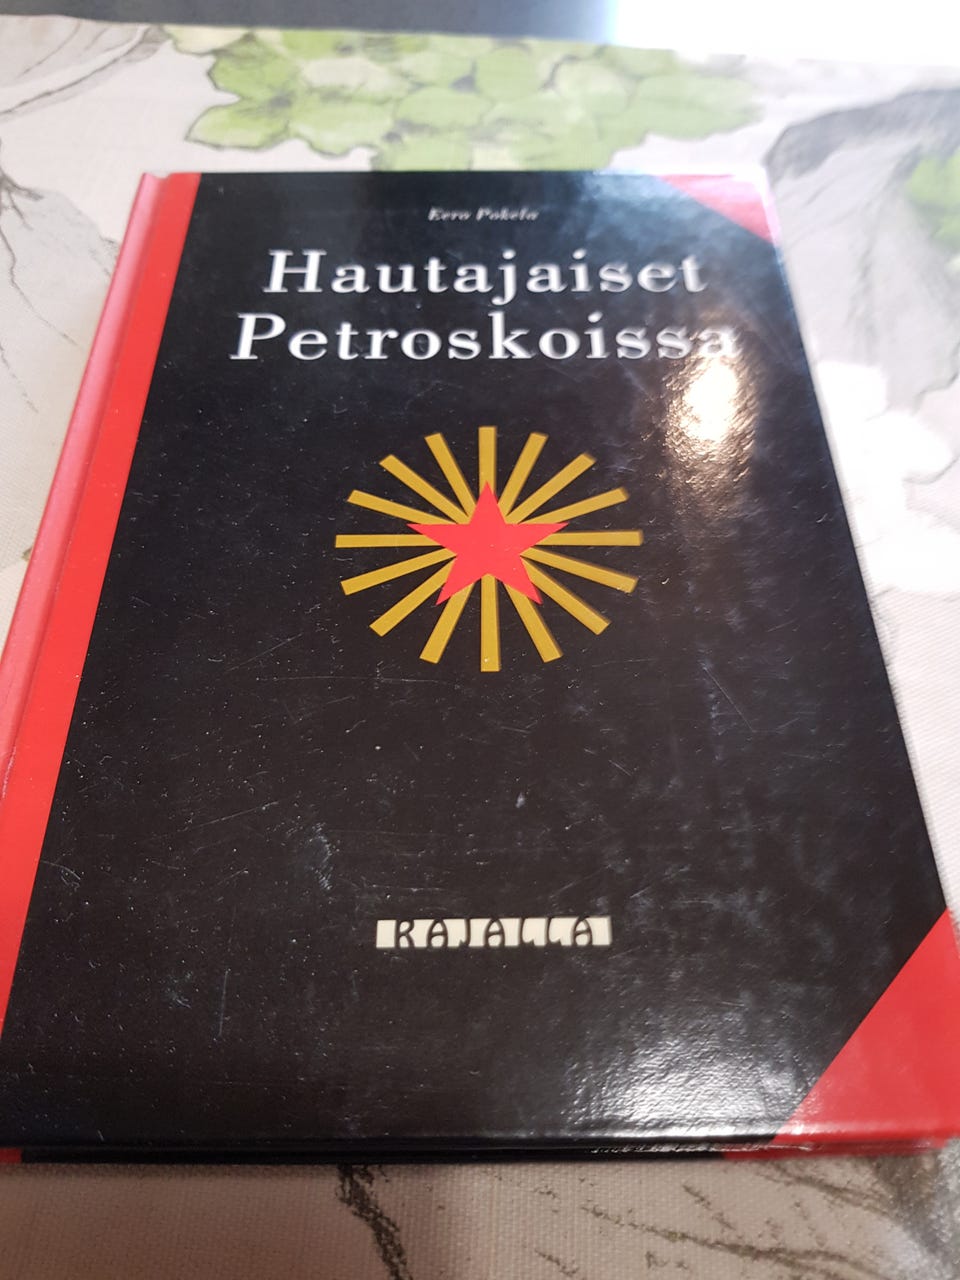 Eero Pokela
Hautajaiset
Petroskoissa
RAJALLA